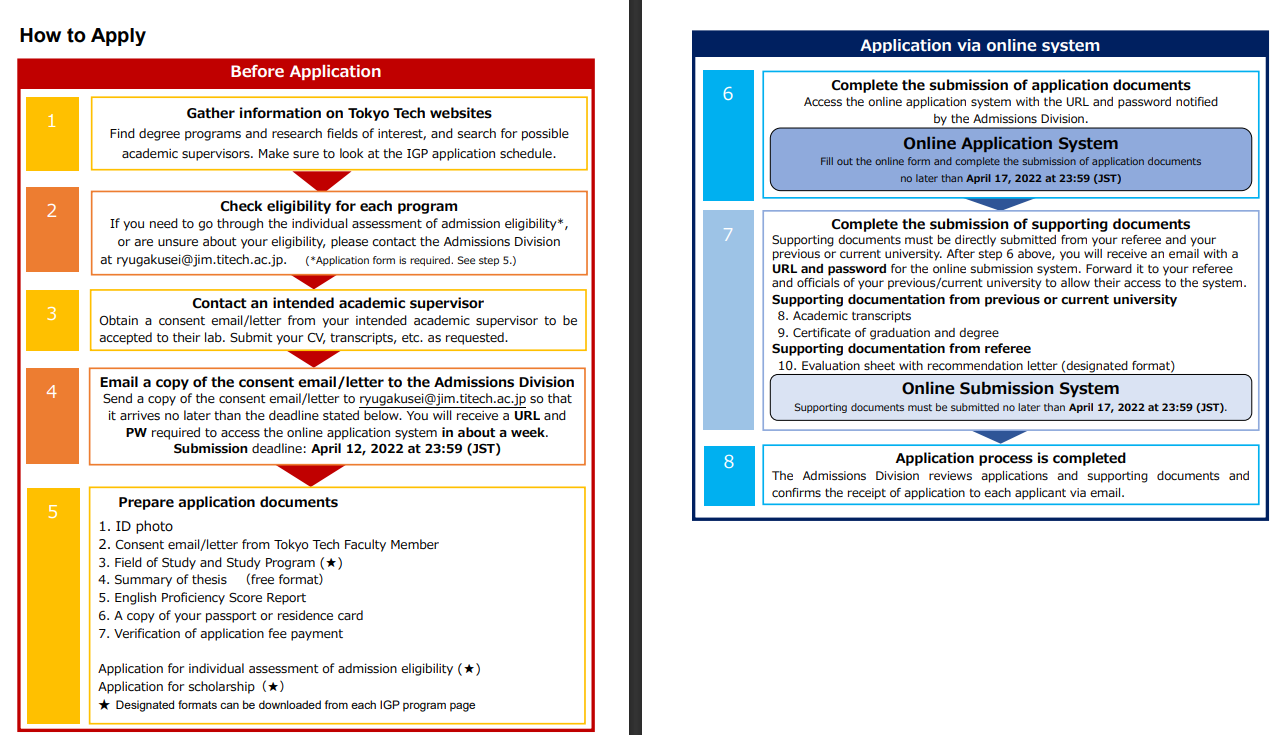 How to Apply
Before Application
1
Gather information on Tokyo Tech websites
Find degree programs and research fields of interest, and search for possible
academic supervisors. Make sure to look at the IGP application schedule.
2
Check eligibility for each program
If you need to go through the individual assessment of admission eligibility*,
or are unsure about your eligibility, please contact the Admissions Division
at ryugakusei@jim.titech.ac.jp. (*Application form is required. See step 5.)
3
Contact an intended academic supervisor
Obtain a consent email/letter from your intended academic supervisor to be
accepted to their lab. Submit your CV, transcripts, etc. as requested.
4
Email a copy of the consent email/letter to the Admissions Division
Send a copy of the consent email/letter to ryugakusei@jim.titech.ac.jp so that
it arrives no later than the deadline stated below. You will receive a URL and
PW required to access the online application system in about a week.
Submission deadline: April 12, 2022 at 23:59 (JST)
5
Prepare application documents
1. ID photo
2. Consent email/letter from Tokyo Tech Faculty Member
3. Field of Study and Study Program (★)
4. Summary of thesis （free format）
5. English Proficiency Score Report
6. A copy of your passport or residence card
7. Verification of application fee payment
Application for individual assessment of admission eligibility (★)
Application for scholarship（★）
★ Designated formats can be downloaded from each IGP program page
Application via online system
6
Complete the submission of application documents
Access the online application system with the URL and password notified
by the Admissions Division.
Online Application System
Fill out the online form and complete the submission of application documents
no later than April 17, 2022 at 23:59 (JST)
7
Complete the submission of supporting documents
Supporting documents must be directly submitted from your referee and your
previous or current university. After step 6 above, you will receive an email with a
URL and password for the online submission system. Forward it to your referee
and officials of your previous/current university to allow their access to the system.
Supporting documentation from previous or current university
8. Academic transcripts
9. Certificate of graduation and degree
Supporting documentation from referee
10. Evaluation sheet with recommendation letter (designated format)
Online Submission System
Supporting documents must be submitted no later than April 17, 2022 at 23:59 (JST).
8
Application process is completed
The Admissions Division reviews applications and supporting documents and
confirms the receipt of application to each applicant via email.